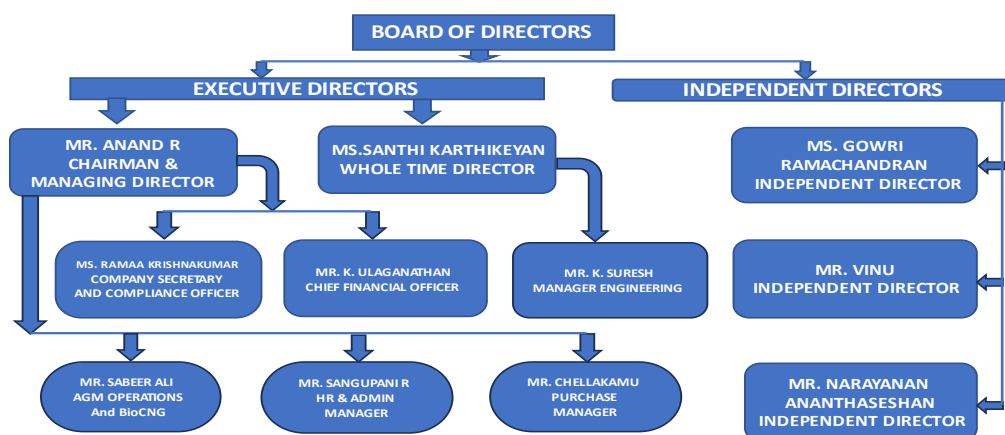 BOARD OF DIRECTORS
EXECUTIVE DIRECTORS
INDEPENDENT DIRECTORS
MR. ANAND R
CHAIRMAN &
MANAGING DIRECTOR
MS.SANTHI KARTHIKEYAN
WHOLE TIME DIRECTOR
MS. GOWRI
RAMACHANDRAN
INDEPENDENT DIRECTOR
MS. RAMAA KRISHNAKUMAR
COMPANY SECRETARY
AND COMPLIANCE OFFICER
MR. K. ULAGANATHAN
CHIEF FINANCIAL OFFICER
MR. K. SURESH
MANAGER ENGINEERING
MR. VINU
INDEPENDENT DIRECTOR
MR. SABEER ALI
AGM OPERATIONS
And BioCNG
MR. SANGUPANI R
HR & ADMIN
MANAGER
MR. CHELLAKAMU
PURCHASE
MANAGER
MR. NARAYANAN
ANANTHASESHAN
INDEPENDENT DIRECTOR